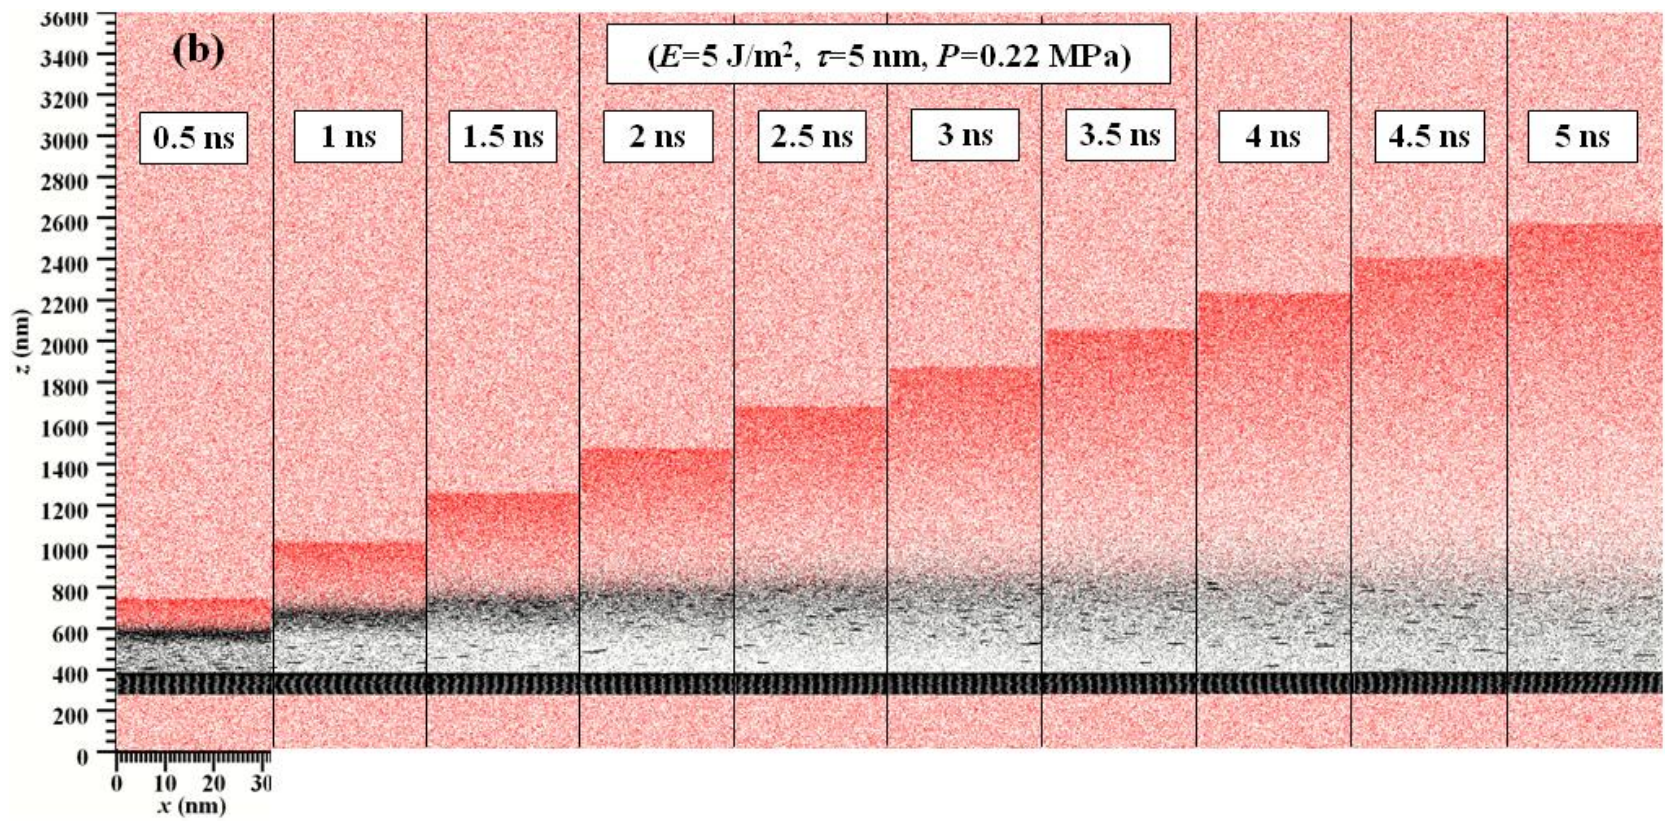 (b)
(E=5 J/m², τ=5 nm, P=0.22 MPa)
0.5 ns
1 ns
1.5 ns
2 ns
2.5 ns
3 ns
3.5 ns
4 ns
4.5 ns
5 ns
3600
3400
3200
3000
2800
2600
2400
2200
2000
1800
1600
1400
1200
1000
800
600
400
200
0
z (nm)
0 10 20 30
x (nm)